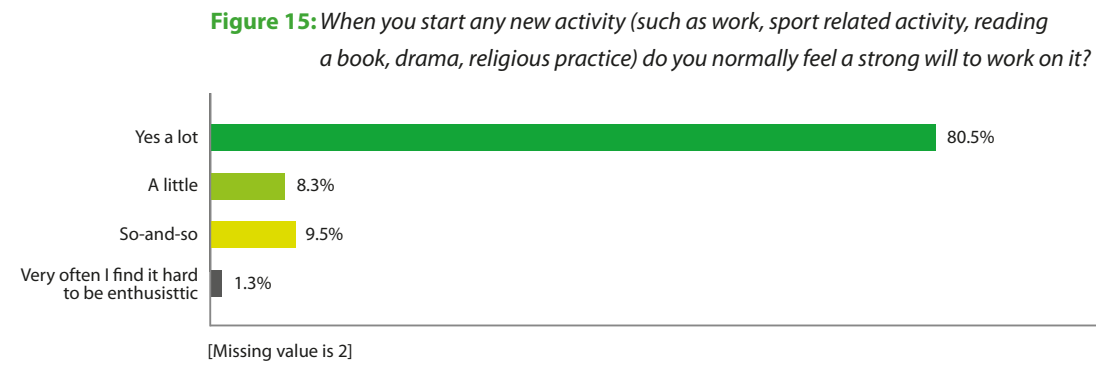 Figure 15: When you start any new activity (such as work, sport related activity, reading
a book, drama, religious practice) do you normally feel a strong will to work on it?
Yes a lot
80.5%
A little
8.3%
So-and-so
9.5%
Very often I find it hard
to be enthusisttic
1.3%
[Missing value is 2]